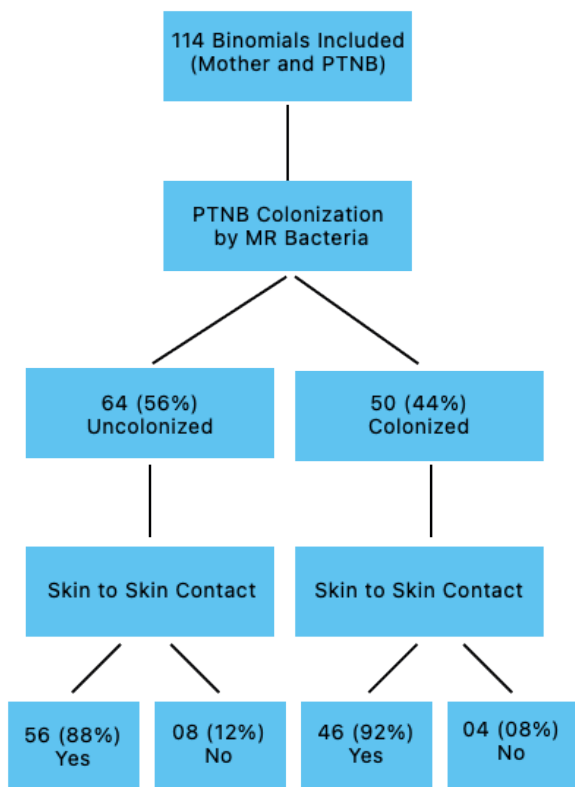 114 Binomials Included
(Mother and PTNB)
PTNB Colonization
by MR Bacteria
64 (56%)
Uncolonized
50 (44%)
Colonized
Skin to Skin Contact
Skin to Skin Contact
56 (88%)
Yes
08 (12%)
No
46 (92%)
Yes
04 (08%)
No